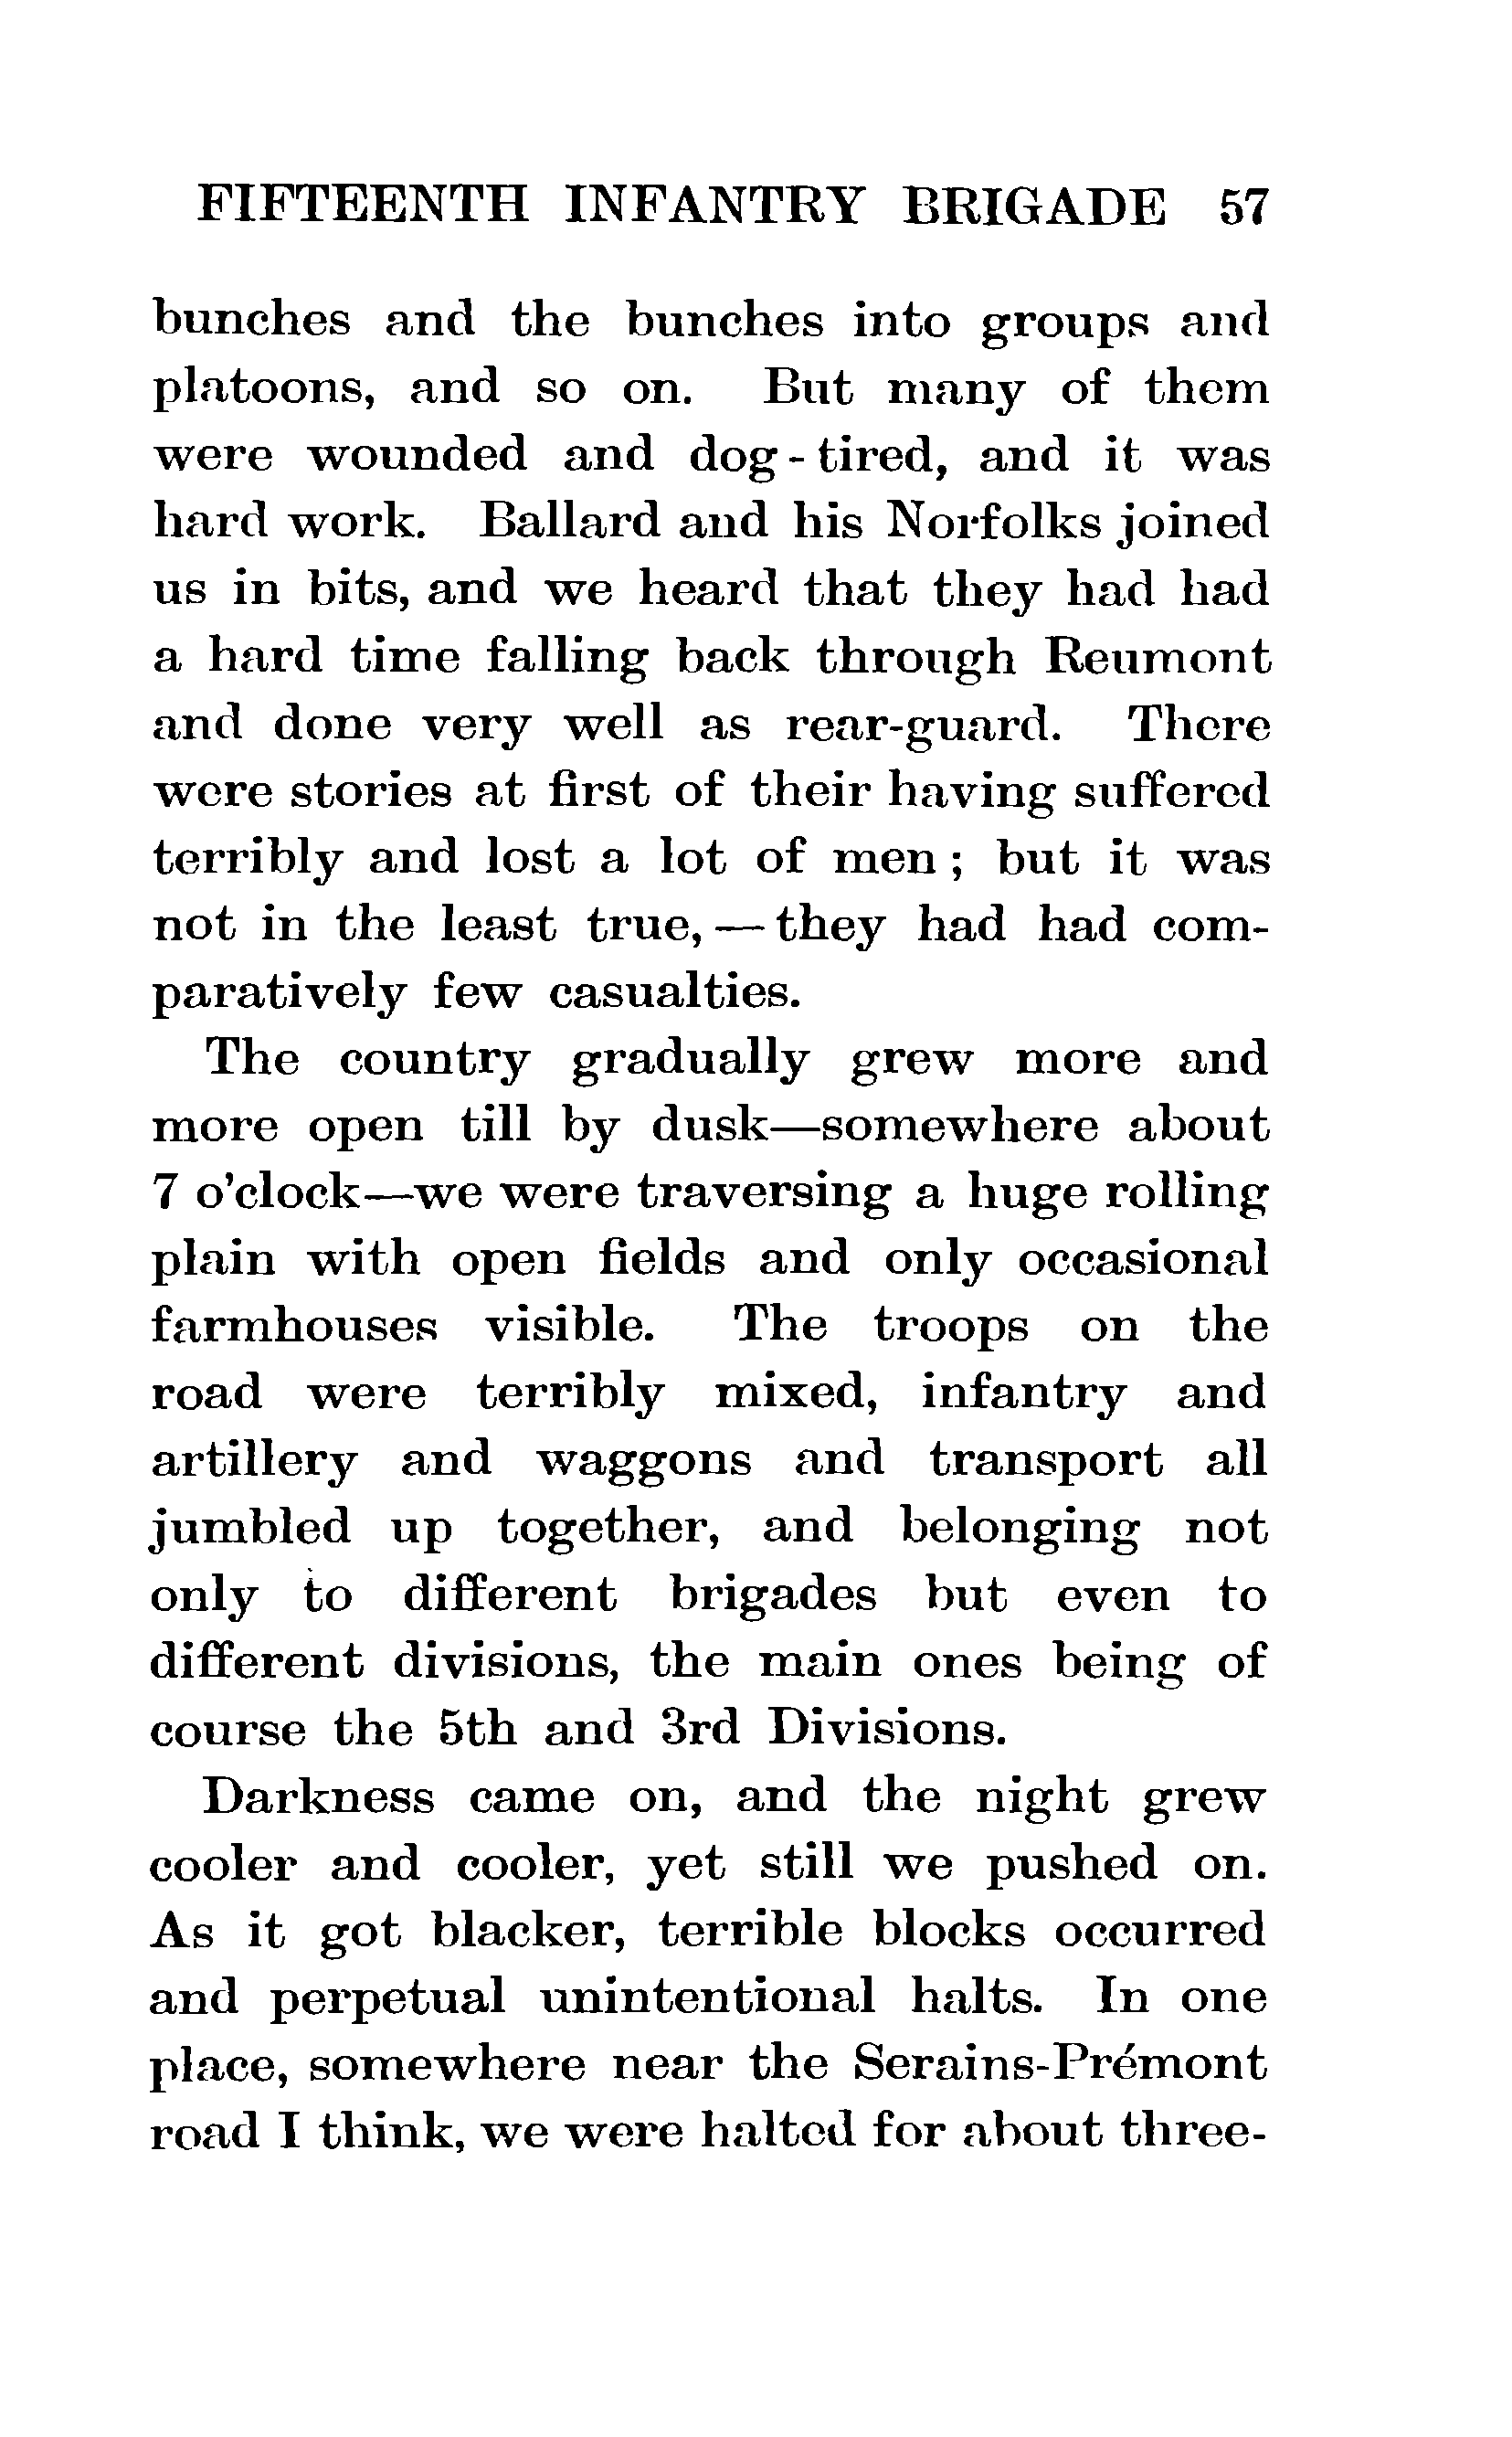 FIFTEENTH INFANTRY BRIGADE 57
bunches and the bunches into groups and
platoons, and so on. But many of them
were wounded and dog-tired, and it was
hard work. Ballard and his Norfolks joined
us in bits, and we heard that they had had
a hard time falling back through Reumont
and done very well as rear-guard. There
were stories at first of their having suffered
terribly and lost a lot of men; but it was
not in the least true,—they had had com-
paratively few casualties.
The country gradually grew more and
more open till by dusk—somewhere about
7 o'clock—we were traversing a huge rolling
plain with open fields and only occasional
farmhouses visible. The troops on the
road were terribly mixed, infantry and
artillery and waggons and transport all
jumbled up together, and belonging not
only to different brigades but even to
different divisions, the main ones being of
course the 5th and 3rd Divisions.
Darkness came on, and the night grew
cooler and cooler, yet still we pushed on.
As it got blacker, terrible blocks occurred
and perpetual unintentional halts. In one
place, somewhere near the Serains-Prémont
road I think, we were halted for about three-